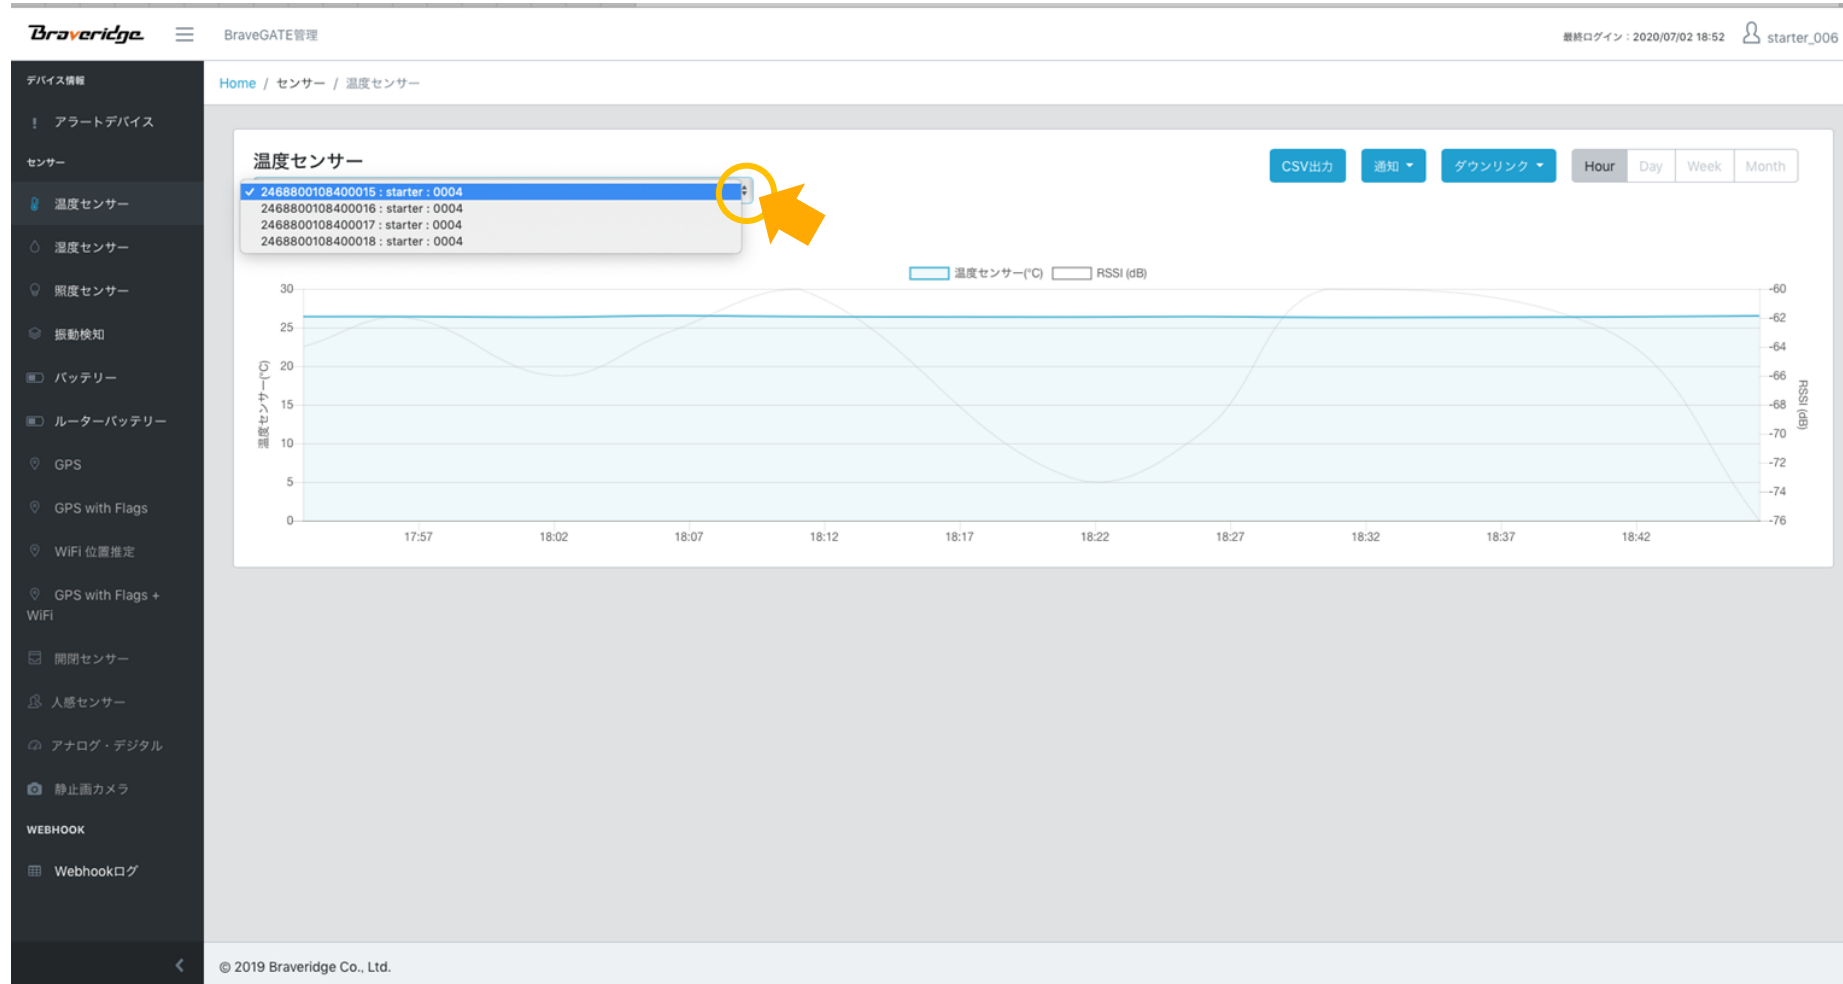 Braveridge
BraveGATE管理
最終ログイン : 2020/07/02 18:52
starter_006
デバイス情報
アラートデバイス
センサー
温度センサー
湿度センサー
照度センサー
振動検知
バッテリー
ルーターバッテリー
GPS
GPS with Flags
WiFi 位置推定
GPS with Flags +
WiFi
開閉センサー
人感センサー
アナログ・デジタル
静止画カメラ
WEBHOOK
Webhookログ
Home / センサー / 温度センサー
温度センサー
CSV出力
通知
ダウンリンク
Hour
Day
Week
Month
✓ 2468800108400015 : starter : 0004
2468800108400016 : starter : 0004
2468800108400017 : starter : 0004
2468800108400018 : starter : 0004
温度センサー(°C)
RSSI (dB)
30
25
20
15
10
5
0
温度センサー(°C)
-60
-62
-64
-66
-68
-70
-72
-74
-76
RSSI (dB)
17:57
18:02
18:07
18:12
18:17
18:22
18:27
18:32
18:37
18:42
© 2019 Braveridge Co., Ltd.